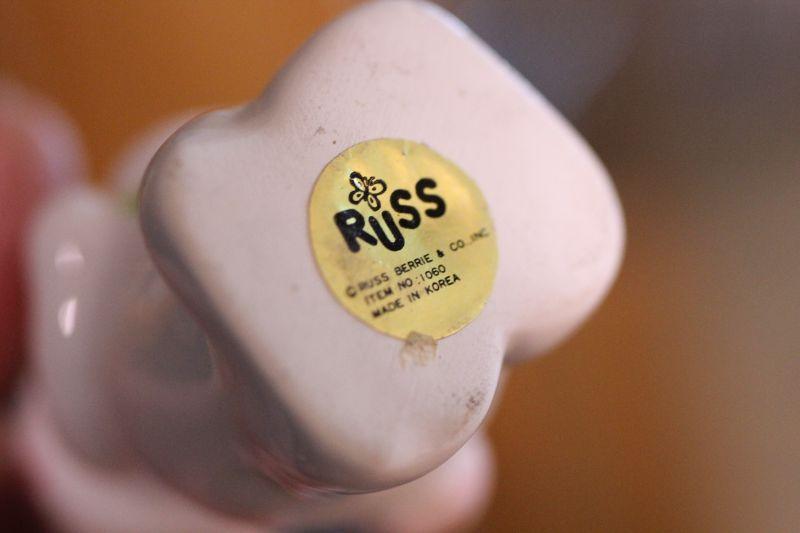 RUSS
© RUSS BERRIE & CO., INC.
ITEM NO.:1060
MADE IN KOREA